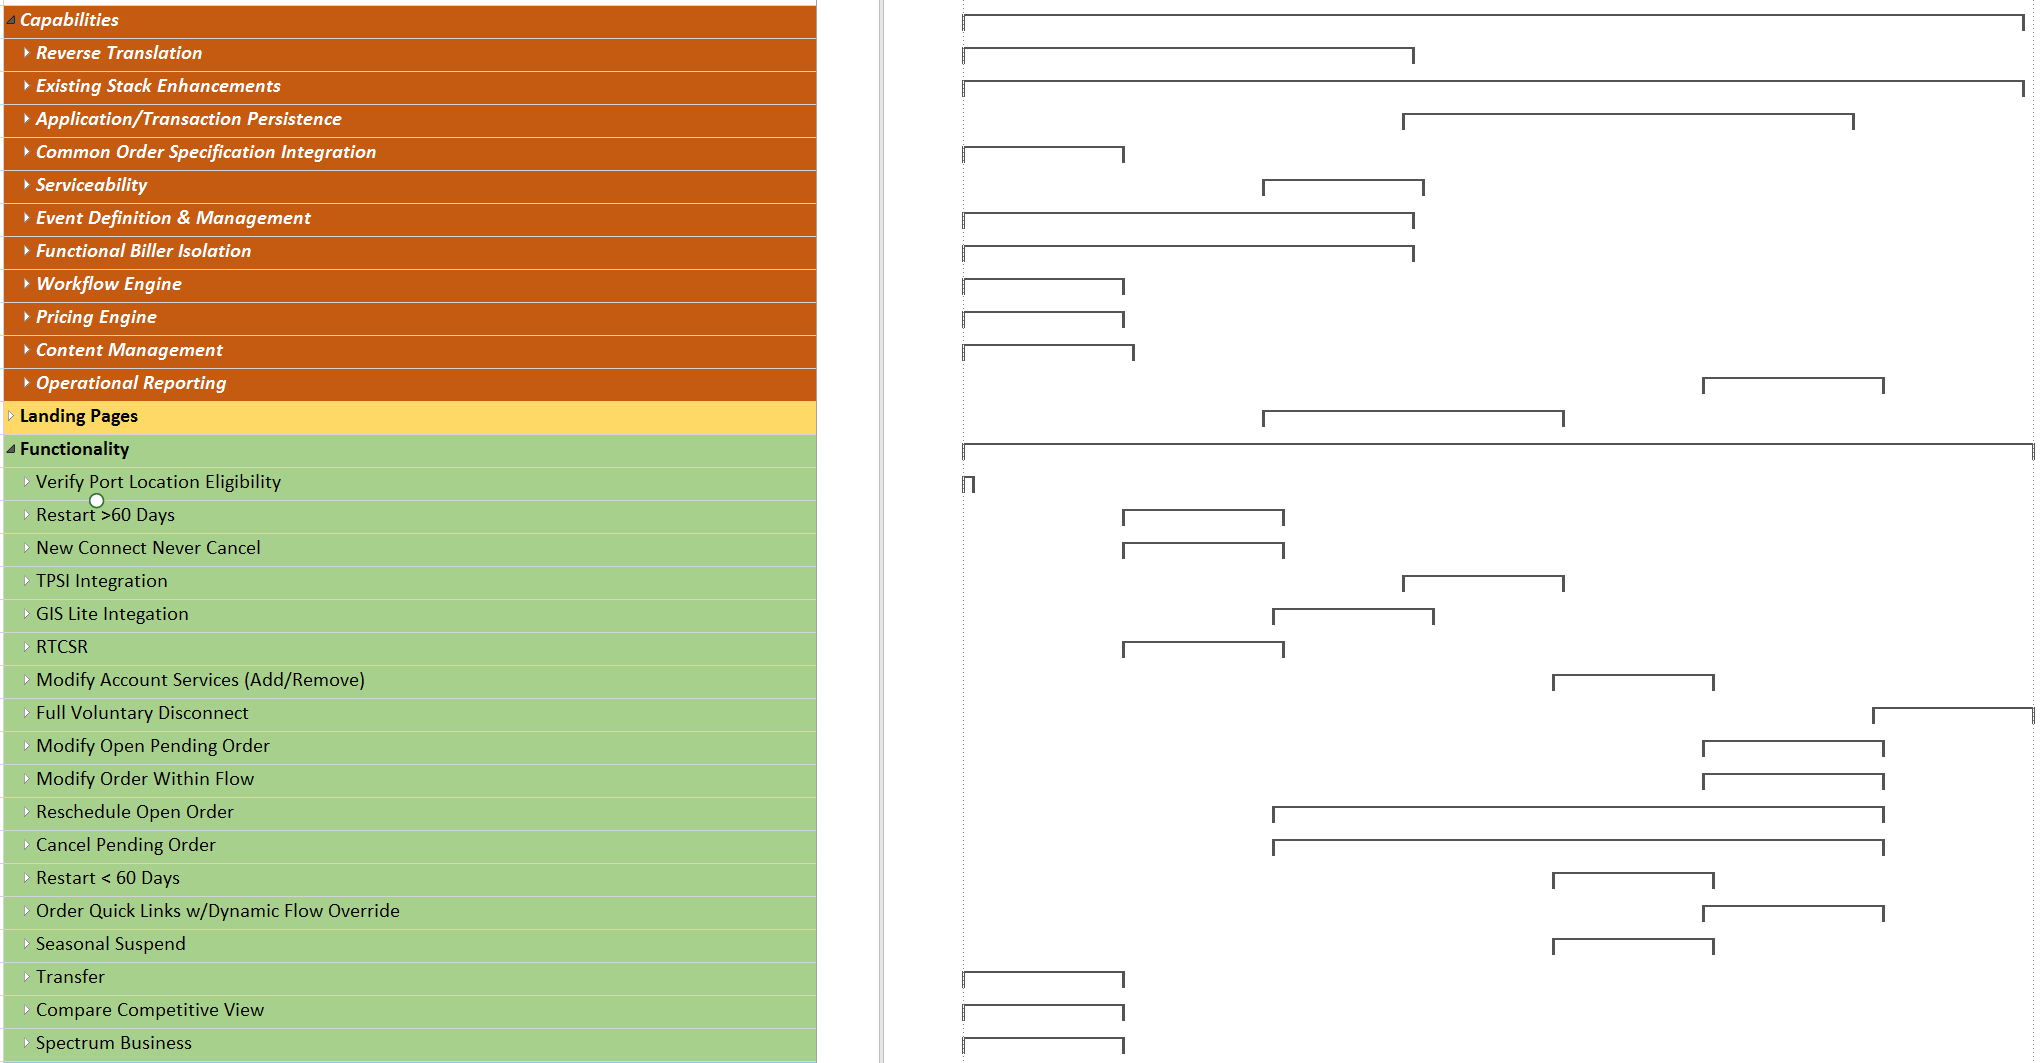 Capabilities
Reverse Translation
Existing Stack Enhancements
Application/Transaction Persistence
Common Order Specification Integration
Serviceability
Event Definition & Management
Functional Biller Isolation
Workflow Engine
Pricing Engine
Content Management
Operational Reporting
Landing Pages
Functionality
Verify Port Location Eligibility
Restart >60 Days
New Connect Never Cancel
TPSI Integration
GIS Lite Integation
RTCSR
Modify Account Services (Add/Remove)
Full Voluntary Disconnect
Modify Open Pending Order
Modify Order Within Flow
Reschedule Open Order
Cancel Pending Order
Restart < 60 Days
Order Quick Links w/Dynamic Flow Override
Seasonal Suspend
Transfer
Compare Competitive View
Spectrum Business